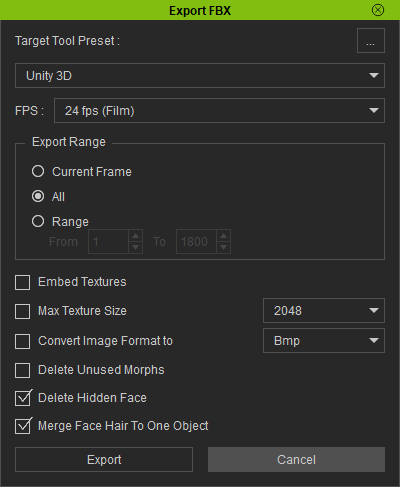 Export FBX
Target Tool Preset :
...
Unity 3D
FPS : 24 fps (Film)
Export Range
Current Frame
All
Range
From 1 To 1800
Embed Textures
Max Texture Size 2048
Convert Image Format to Bmp
Delete Unused Morphs
Delete Hidden Face
Merge Face Hair To One Object
Export Cancel